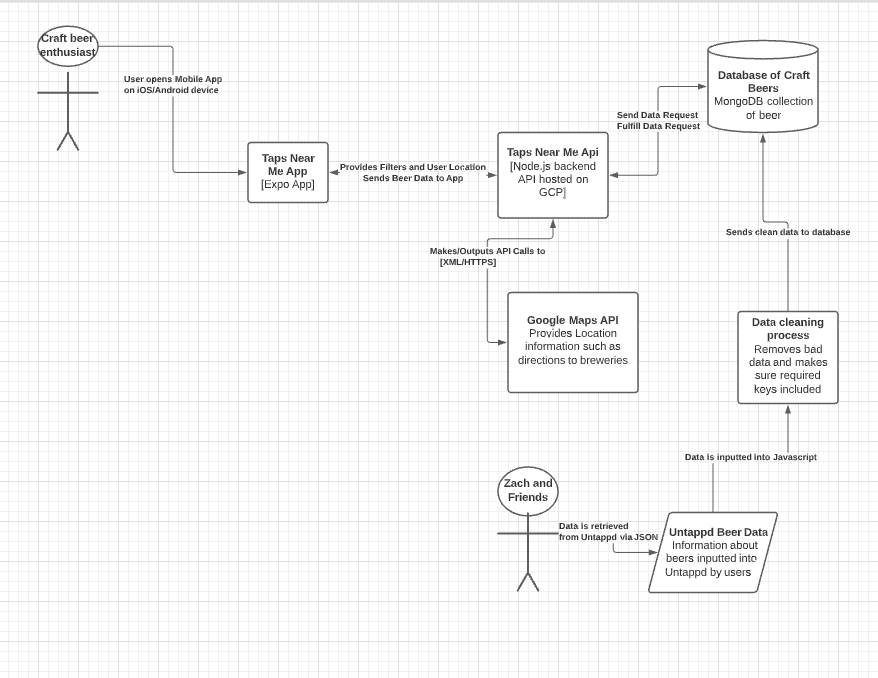 Craft beer
enthusiast
User opens Mobile App
on iOS/Android device
Taps Near
Me App
[Expo App]
Provides Filters and User Location
Sends Beer Data to App
Taps Near Me Api
[Node.js backend
API hosted on
GCP]
Send Data Request
Fulfill Data Request
Database of Craft
Beers
MongoDB collection
of beer
Makes/Outputs API Calls to
[XML/HTTPS]
Google Maps API
Provides Location
information such as
directions to breweries
Sends clean data to database
Data cleaning
process
Removes bad
data and makes
sure required
keys included
Data is inputted into Javascript
Zach and
Friends
Data is retrieved
from Untappd via JSON
Untappd Beer Data
Information about
beers inputted into
Untappd by users